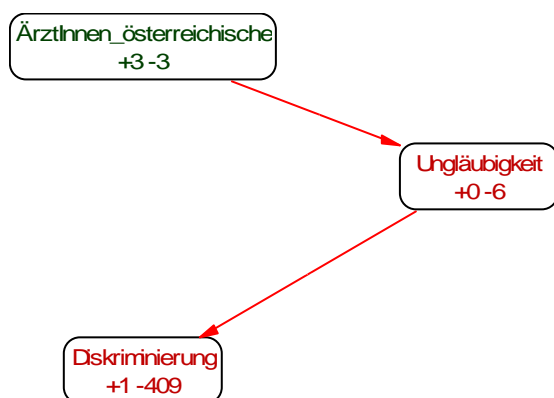 ÄrztInnen_österreichische
+3 -3
Ungläubigkeit
+0 -6
Diskriminierung
+1 -409